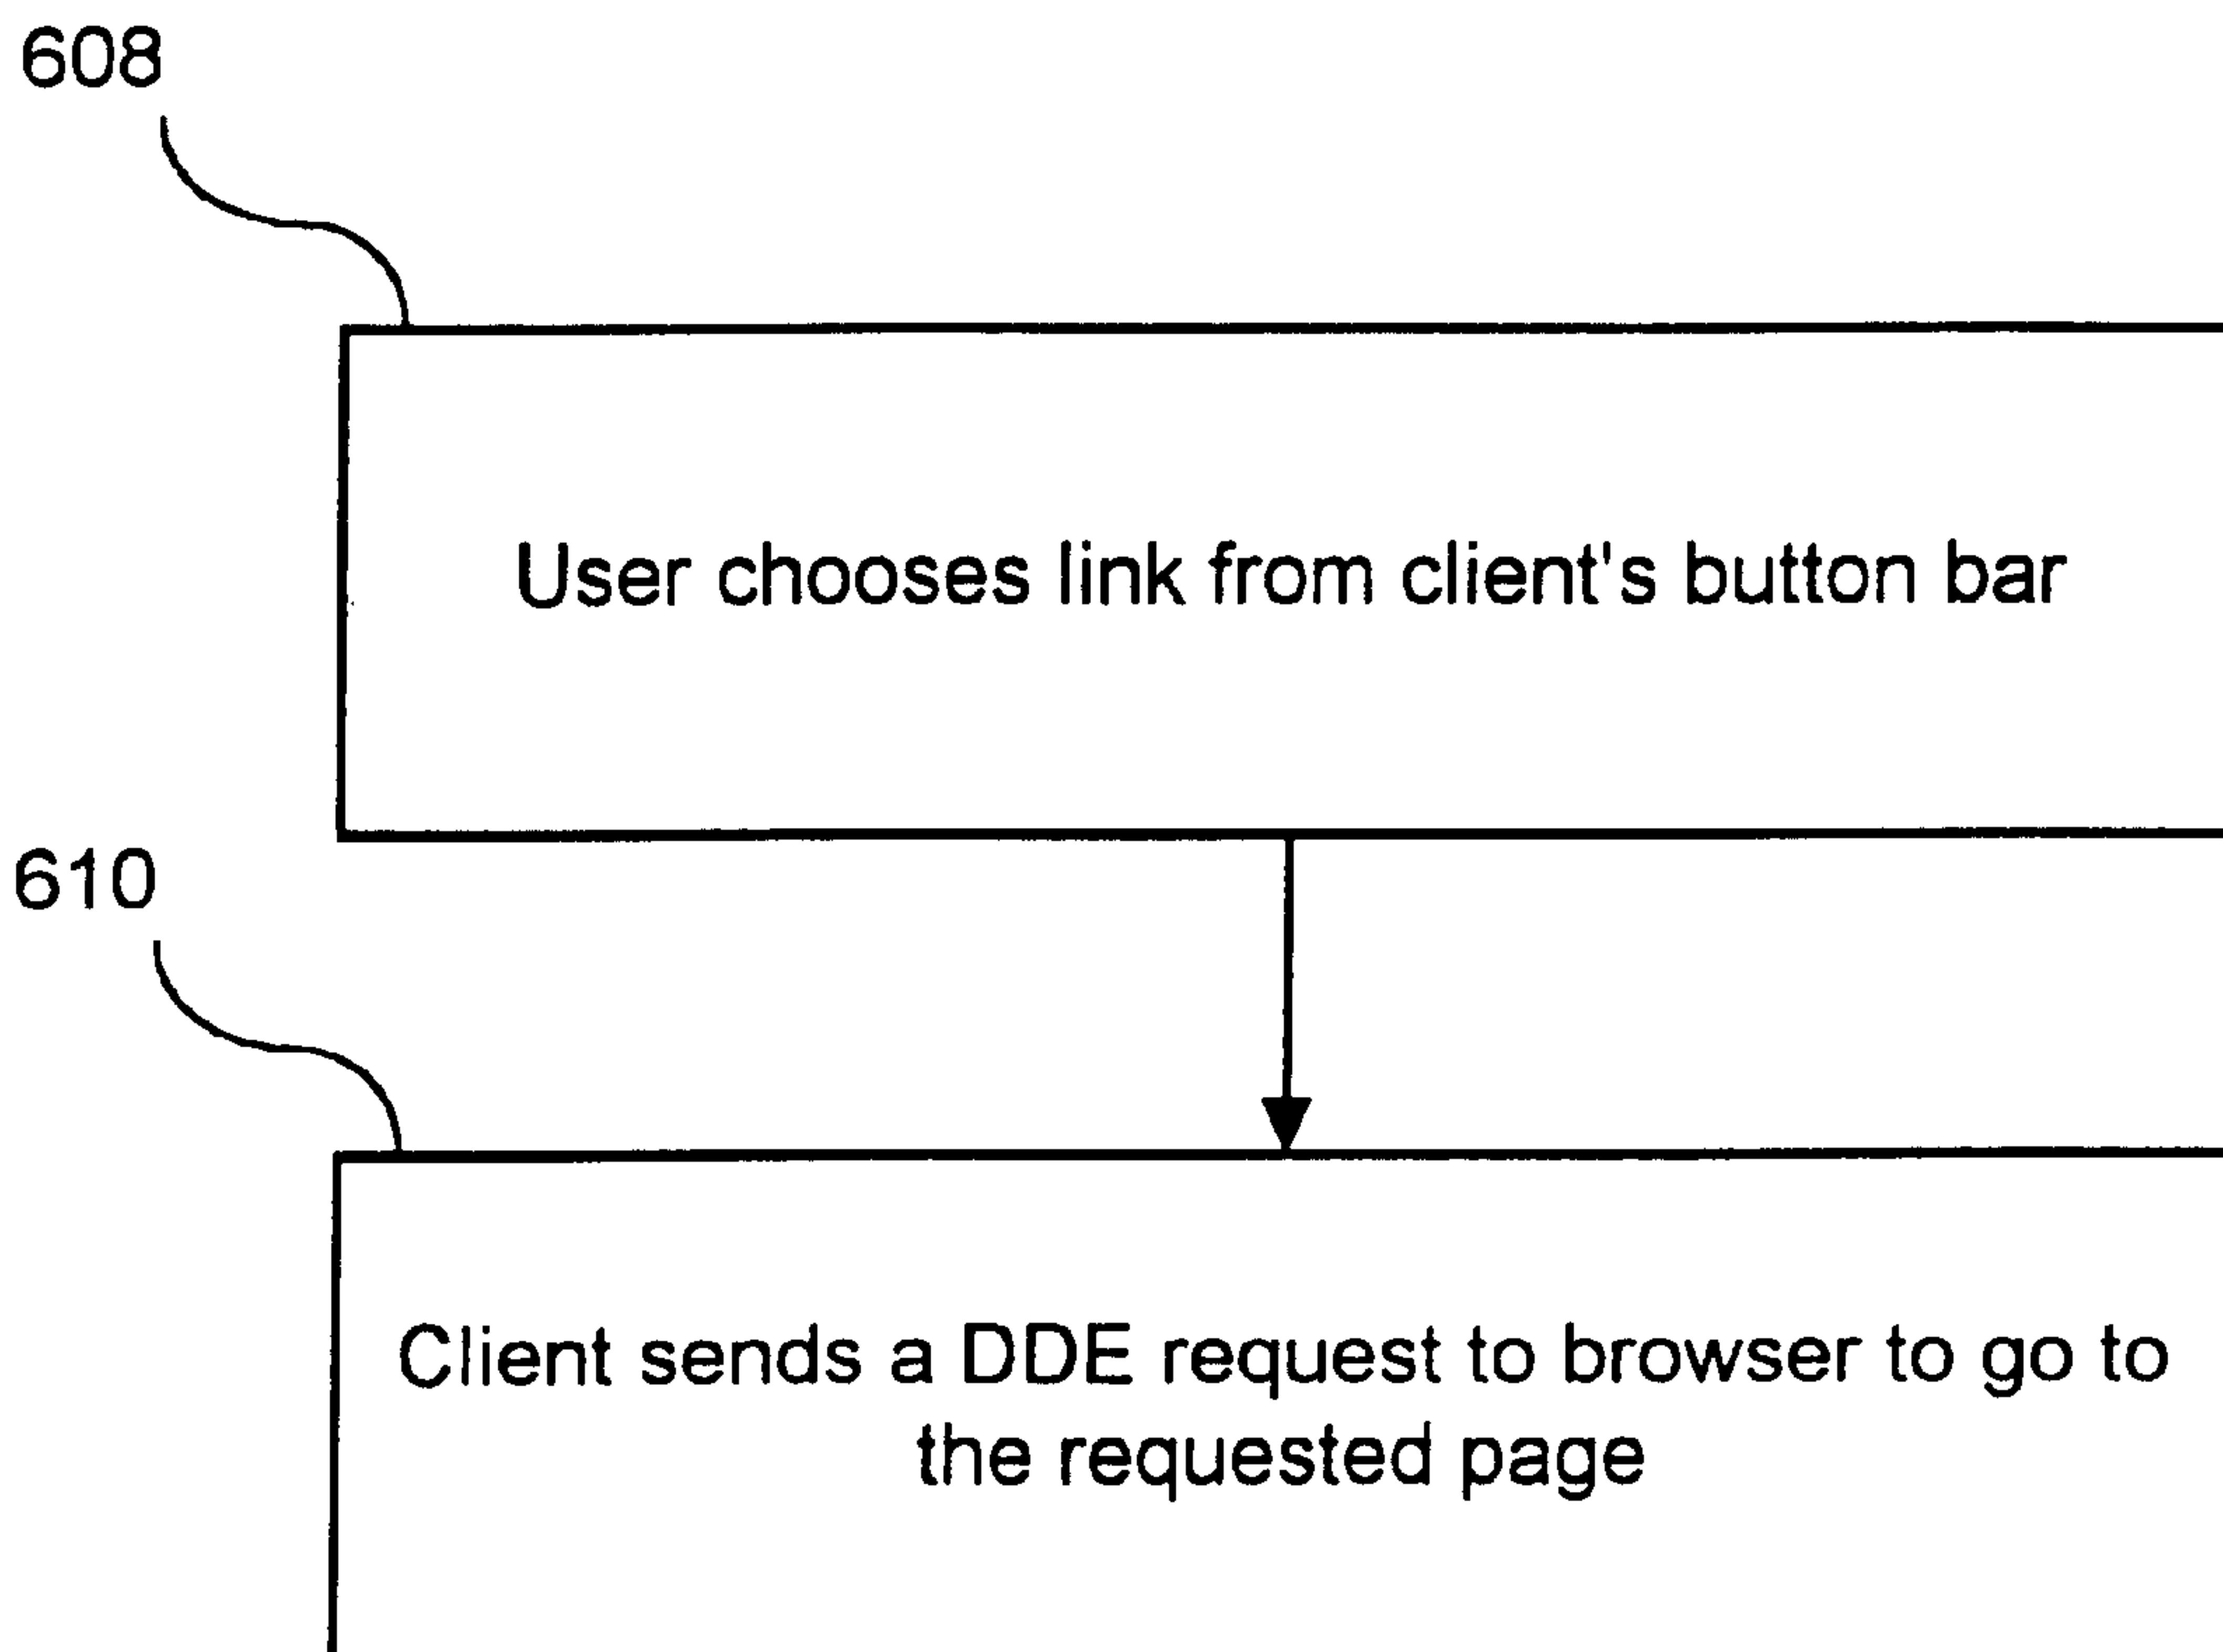 608
User chooses link from client's button bar
610
Client sends a DDE request to browser to go to
the requested page